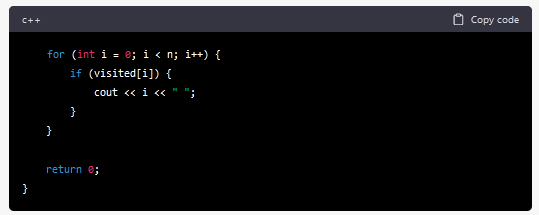 c++ Copy code
for (int i = 0; i < n; i++) {
if (visited[i]) {
cout << i << " ";
}
}
return 0;
}